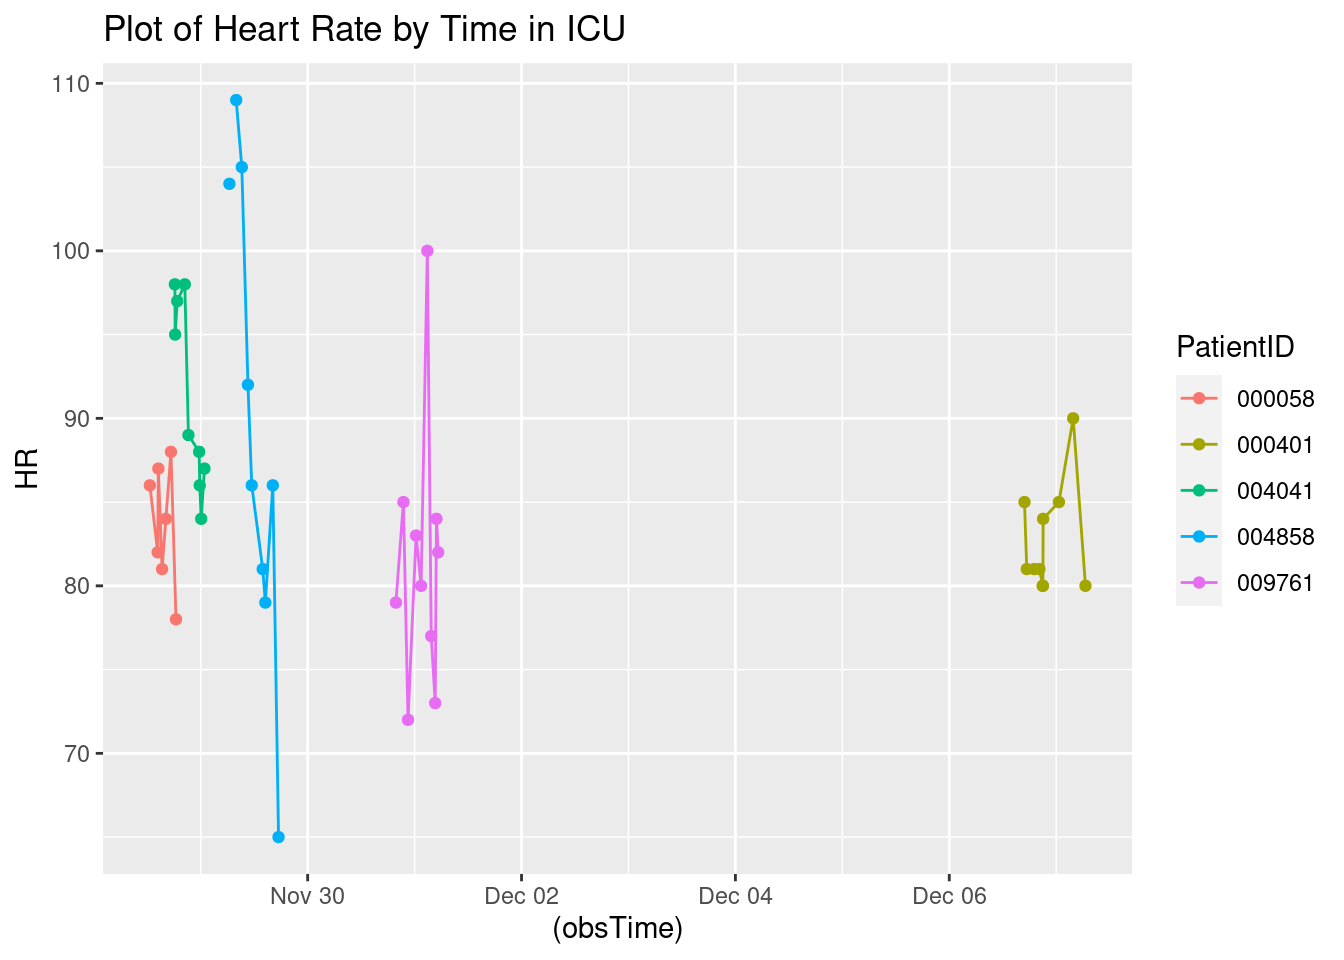 Plot of Heart Rate by Time in ICU
110
100
90
80
70
HR
Nov 30
Dec 02
Dec 04
Dec 06
(obsTime)
PatientID
000058
000401
004041
004858
009761